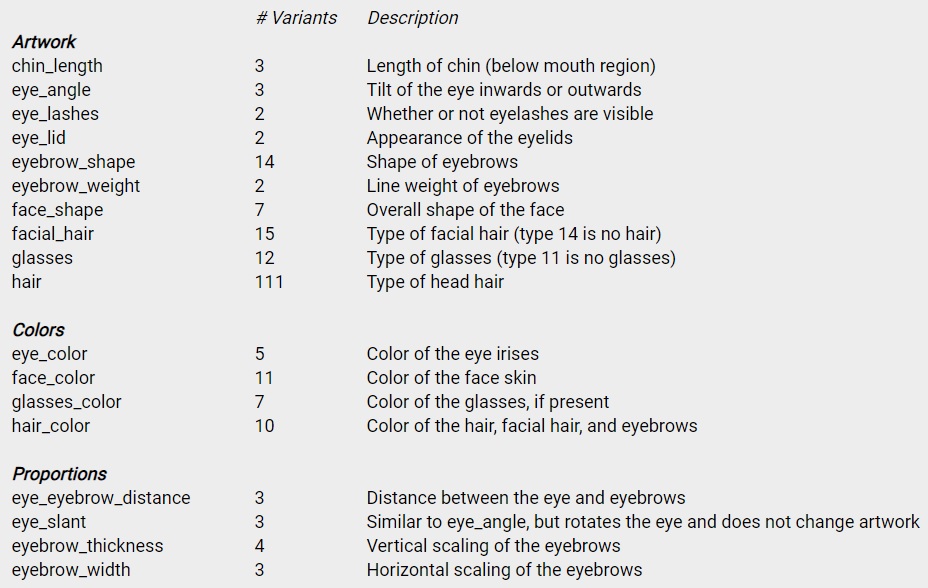 # Variants Description
Artwork
chin_length 3 Length of chin (below mouth region)
eye_angle 3 Tilt of the eye inwards or outwards
eye_lashes 2 Whether or not eyelashes are visible
eye_lid 2 Appearance of the eyelids
eyebrow_shape 14 Shape of eyebrows
eyebrow_weight 2 Line weight of eyebrows
face_shape 7 Overall shape of the face
facial_hair 15 Type of facial hair (type 14 is no hair)
glasses 12 Type of glasses (type 11 is no glasses)
hair 111 Type of head hair
Colors
eye_color 5 Color of the eye irises
face_color 11 Color of the face skin
glasses_color 7 Color of the glasses, if present
hair_color 10 Color of the hair, facial hair, and eyebrows
Proportions
eye_eyebrow_distance 3 Distance between the eye and eyebrows
eye_slant 3 Similar to eye_angle, but rotates the eye and does not change artwork
eyebrow_thickness 4 Vertical scaling of the eyebrows
eyebrow_width 3 Horizontal scaling of the eyebrows